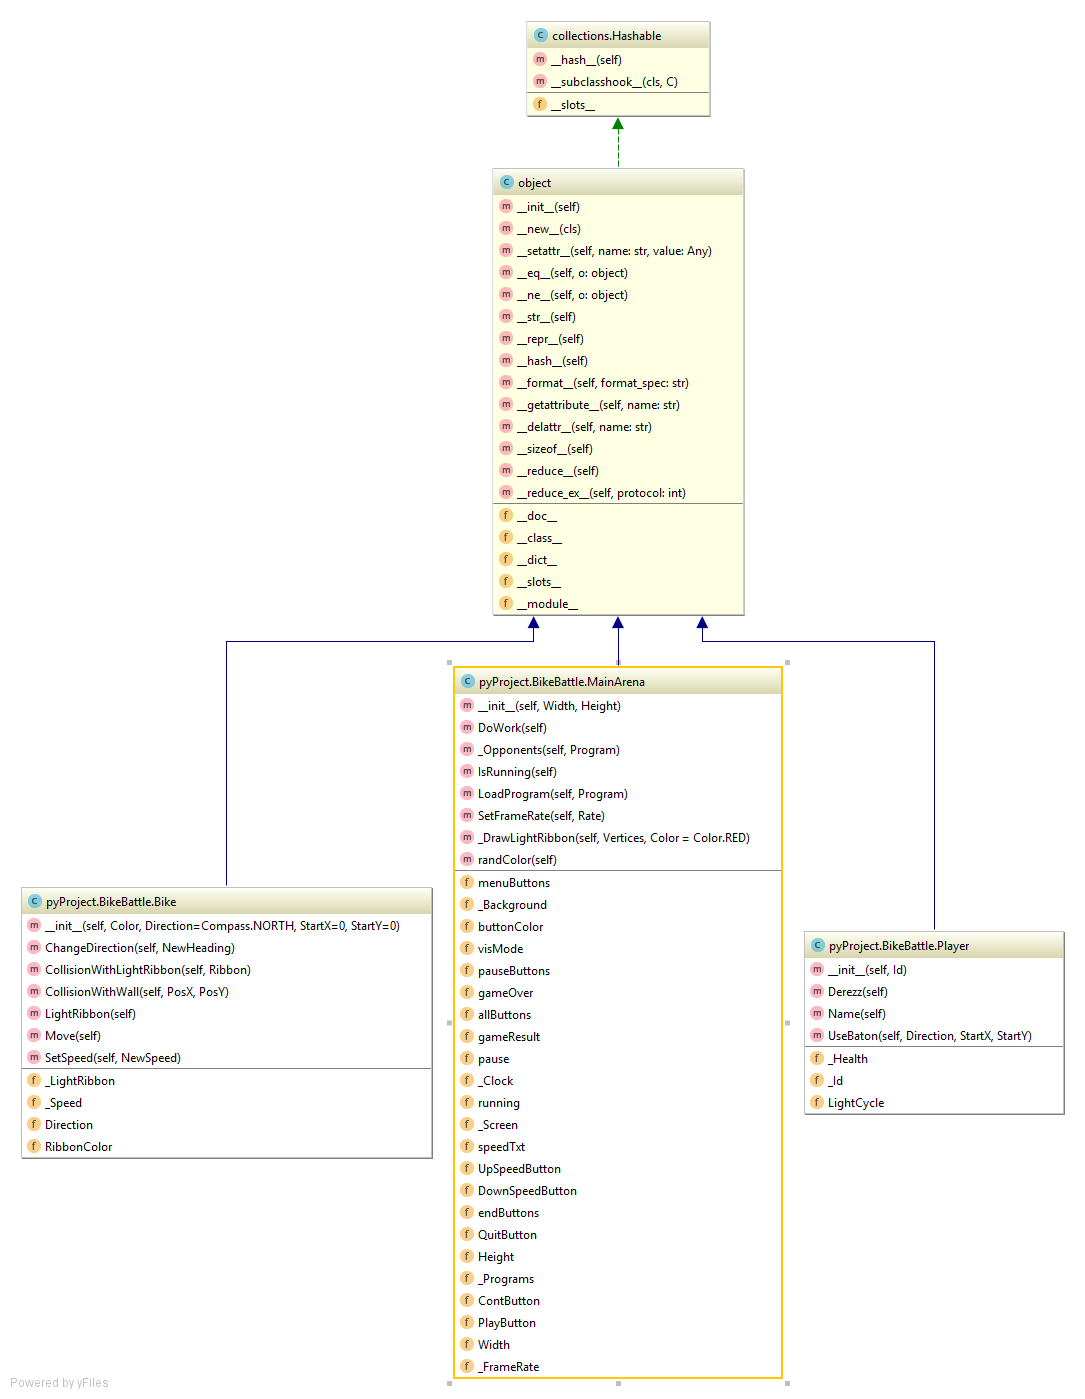 C collections.Hashable
m __hash__(self)
m __subclasshook__(cls, C)
f __slots__
C object
m __init__(self)
m __new__(cls)
m __setattr__(self, name: str, value: Any)
m __eq__(self, o: object)
m __ne__(self, o: object)
m __str__(self)
m __repr__(self)
m __hash__(self)
m __format__(self, format_spec: str)
m __getattribute__(self, name: str)
m __delattr__(self, name: str)
m __sizeof__(self)
m __reduce__(self)
m __reduce_ex__(self, protocol: int)
f __doc__
f __class__
f __dict__
f __slots__
f __module__
C pyProject.BikeBattle.Bike
m __init__(self, Color, Direction=Compass.NORTH, StartX=0, StartY=0)
m ChangeDirection(self, NewHeading)
m CollisionWithLightRibbon(self, Ribbon)
m CollisionWithWall(self, PosX, PosY)
m LightRibbon(self)
m Move(self)
m SetSpeed(self, NewSpeed)
f _LightRibbon
f _Speed
f Direction
f RibbonColor
C pyProject.BikeBattle.MainArena
m __init__(self, Width, Height)
m DoWork(self)
m _Opponents(self, Program)
m IsRunning(self)
m LoadProgram(self, Program)
m SetFrameRate(self, Rate)
m _DrawLightRibbon(self, Vertices, Color = Color.RED)
m randColor(self)
f menuButtons
f _Background
f buttonColor
f visMode
f pauseButtons
f gameOver
f allButtons
f gameResult
f pause
f _Clock
f running
f _Screen
f speedTxt
f UpSpeedButton
f DownSpeedButton
f endButtons
f QuitButton
f Height
f _Programs
f ContButton
f PlayButton
f Width
f _FrameRate
C pyProject.BikeBattle.Player
m __init__(self, Id)
m Derezz(self)
m Name(self)
m UseBaton(self, Direction, StartX, StartY)
f _Health
f _Id
f LightCycle
Powered by yFiles